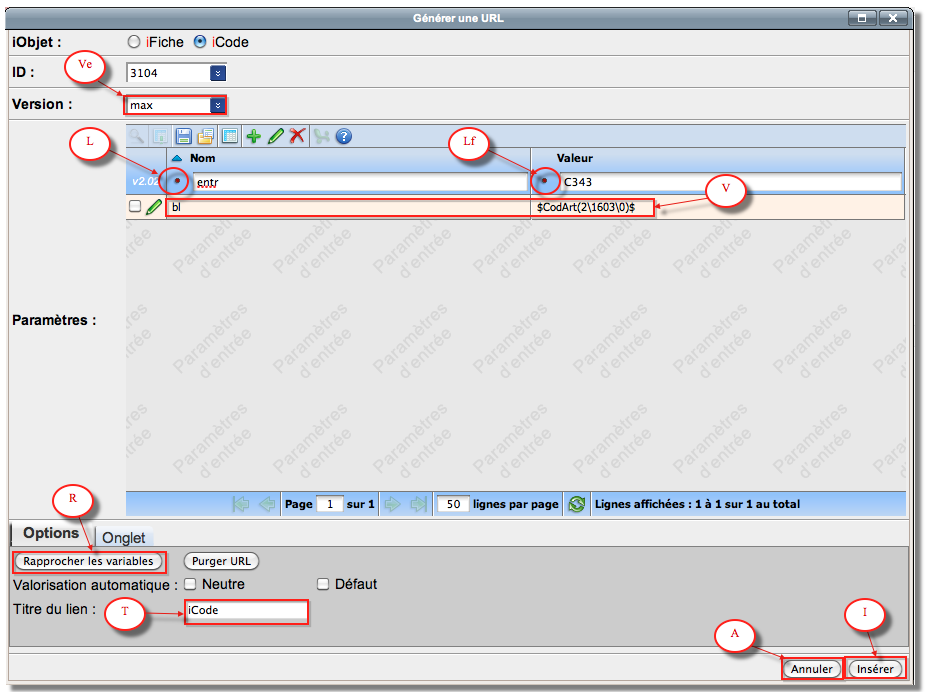 Générer une URL
iObjet : iFiche iCode
Ve
ID : 3104
Version : max
L Lf
Nom Valeur
v2.02 entr C343
V
bl $CodArt(2\1603\0)$
Paramètres d'entrée
Paramètres :
Page 1 sur 1 50 lignes par page Lignes affichées : 1 à 1 sur 1 au total
R
Options Onglet
Rapprocher les variables Purger URL
Valorisation automatique : Neutre Défaut
Titre du lien : T iCode I
A
Annuler Insérer